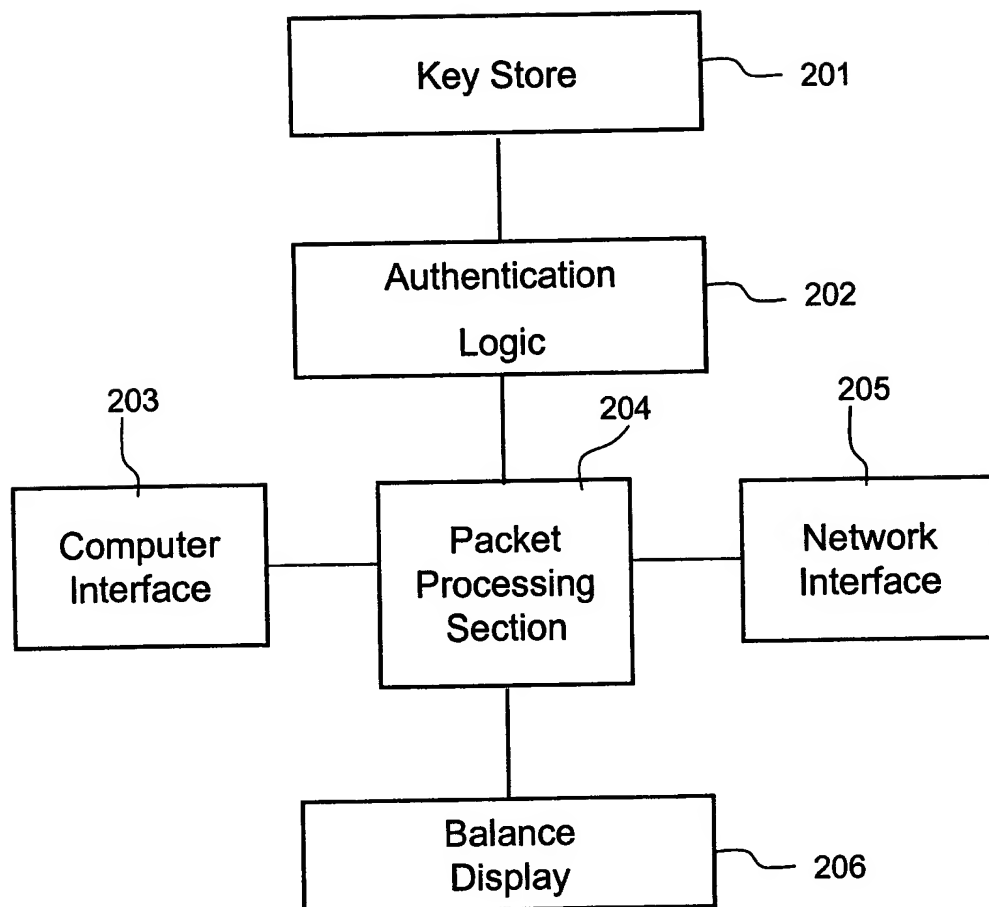 Key Store
201
Authentication
Logic
202
203
204
205
Computer
Interface
Packet
Processing
Section
Network
Interface
Balance
Display
206